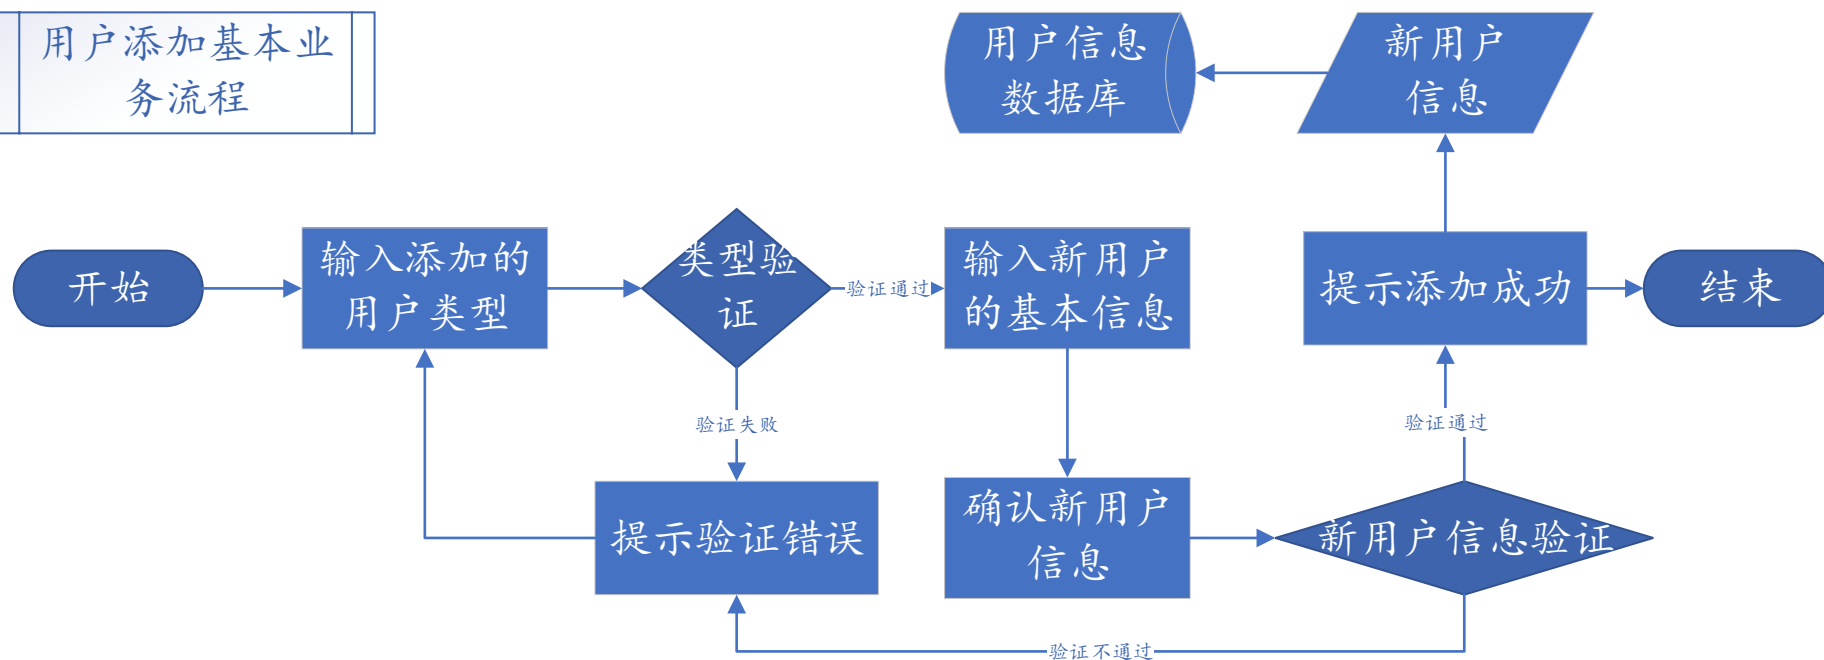 用户添加基本业
务流程
用户信息
数据库
新用户
信息
开始
输入添加的
用户类型
类型验
证
验证通过
输入新用户
的基本信息
提示添加成功
结束
验证失败
验证通过
提示验证错误
确认新用户
信息
新用户信息验证
验证不通过